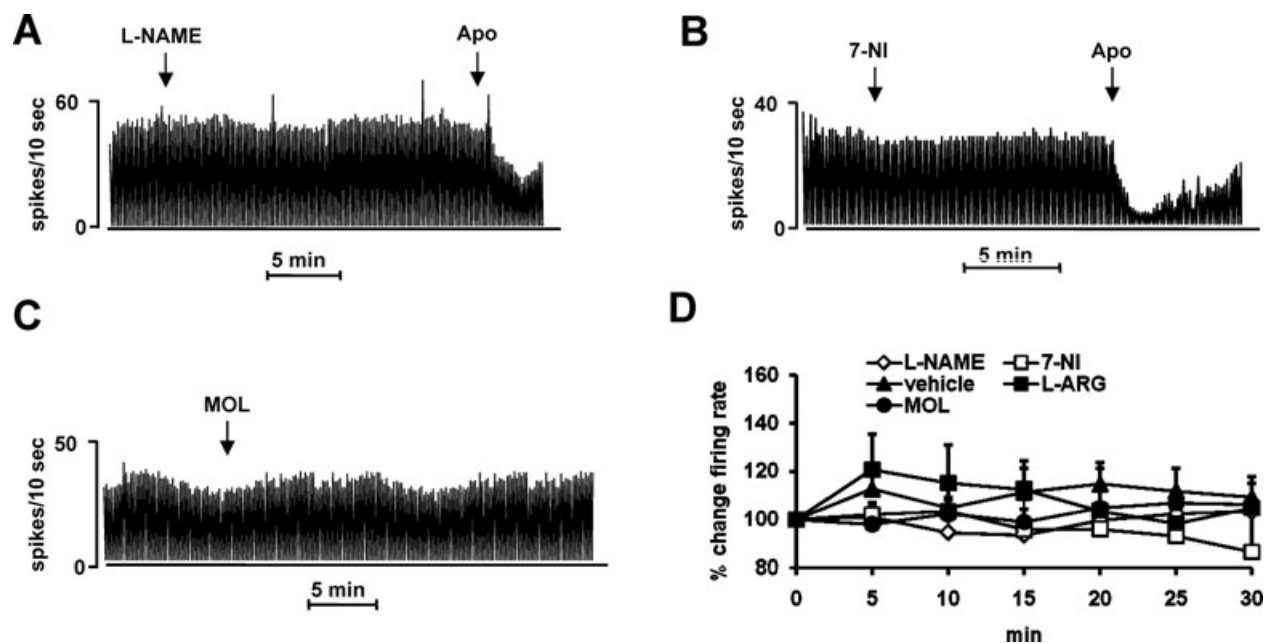 A
L-NAME
Apo
60
0
spikes/10 sec
5 min
B
7-NI
Apo
40
0
spikes/10 sec
5 min
C
MOL
50
0
spikes/10 sec
5 min
D
L-NAME 7-NI
vehicle L-ARG
MOL
160
140
120
100
80
% change firing rate
0 5 10 15 20 25 30
min